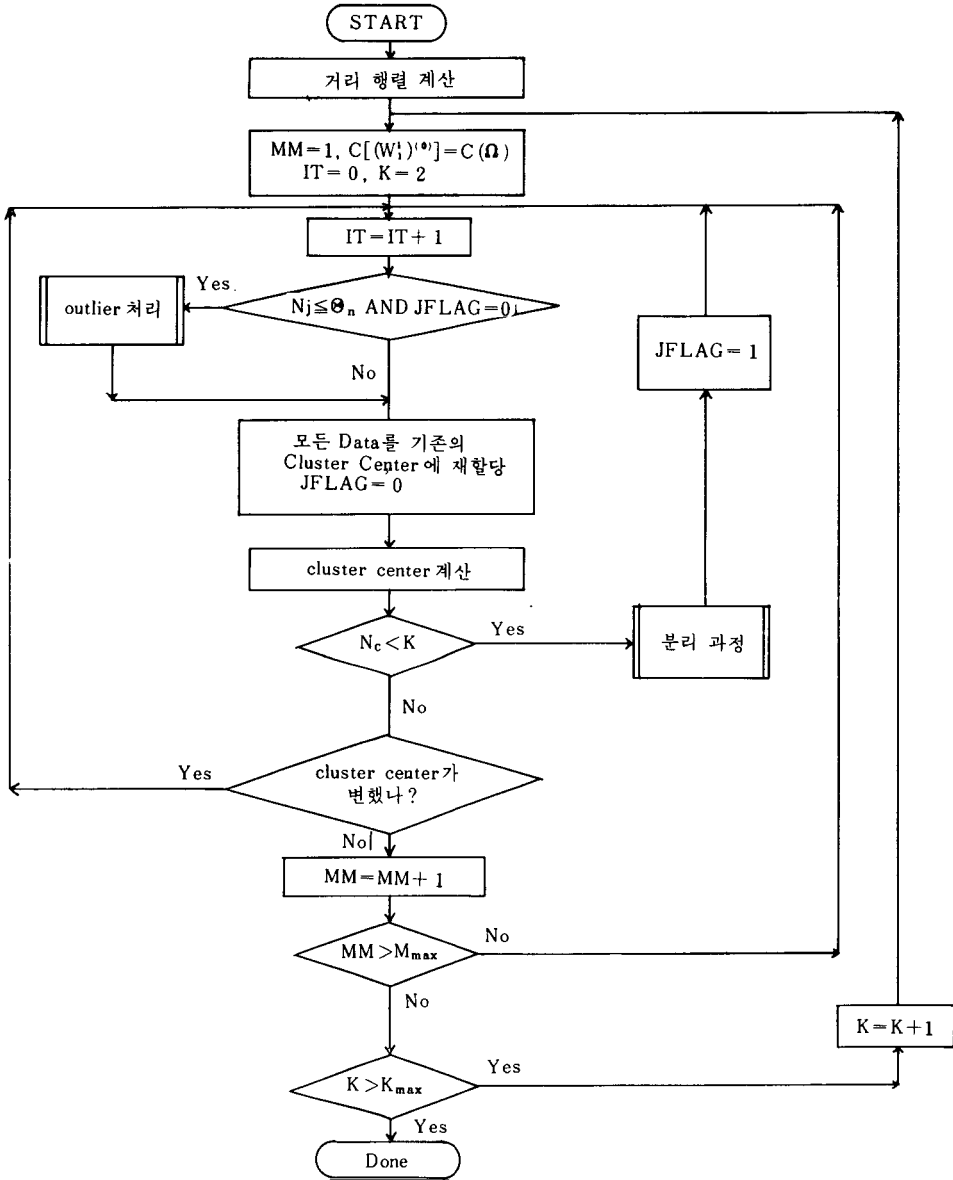 START
거리 행렬 계산
MM=1, C[(W¹₁)⁽⁰⁾]=C(Ω)
IT=0, K=2
IT=IT+1
Yes
outlier 처리
Nj≦Θn AND JFLAG=0
JFLAG=1
No
모든 Data를 기존의
Cluster Center에 재할당
JFLAG=0
cluster center 계산
Nc<K
Yes
분리 과정
No
Yes
cluster center가
변했나?
No
MM=MM+1
MM>Mmax
No
No
K=K+1
K>Kmax
Yes
Yes
Done